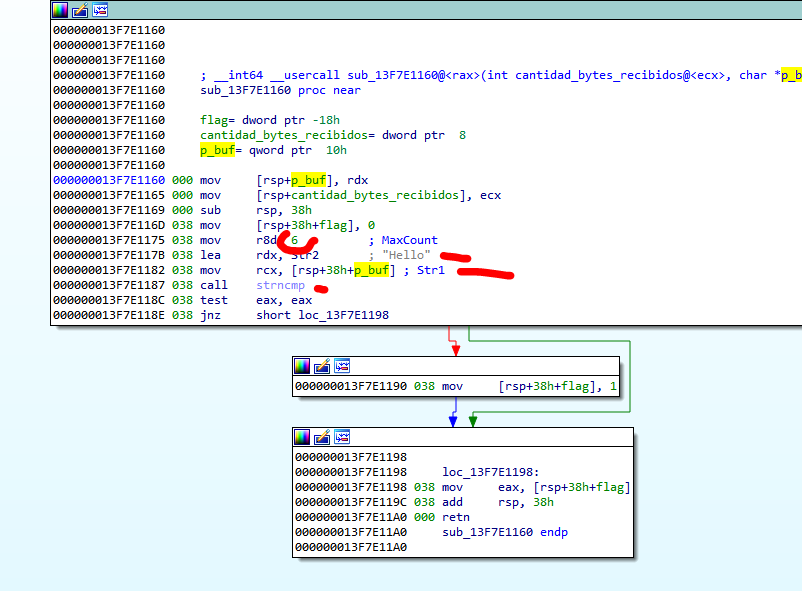 000000013F7E1160
000000013F7E1160
000000013F7E1160
000000013F7E1160 ; __int64 __usercall sub_13F7E1160@<rax>(int cantidad_bytes_recibidos@<ecx>, char *p_b
000000013F7E1160 sub_13F7E1160 proc near
000000013F7E1160
000000013F7E1160 flag= dword ptr -18h
000000013F7E1160 cantidad_bytes_recibidos= dword ptr  8
000000013F7E1160 p_buf= qword ptr  10h
000000013F7E1160
000000013F7E1160 000 mov     [rsp+p_buf], rdx
000000013F7E1165 000 mov     [rsp+cantidad_bytes_recibidos], ecx
000000013F7E1169 000 sub     rsp, 38h
000000013F7E116D 038 mov     [rsp+38h+flag], 0
000000013F7E1175 038 mov     r8d, 6          ; MaxCount
000000013F7E117B 038 lea     rdx, Str2       ; "Hello"
000000013F7E1182 038 mov     rcx, [rsp+38h+p_buf] ; Str1
000000013F7E1187 038 call    strncmp
000000013F7E118C 038 test    eax, eax
000000013F7E118E 038 jnz     short loc_13F7E1198
000000013F7E1190 038 mov     [rsp+38h+flag], 1
000000013F7E1198
000000013F7E1198 loc_13F7E1198:
000000013F7E1198 038 mov     eax, [rsp+38h+flag]
000000013F7E119C 038 add     rsp, 38h
000000013F7E11A0 000 retn
000000013F7E11A0 sub_13F7E1160 endp
000000013F7E11A0